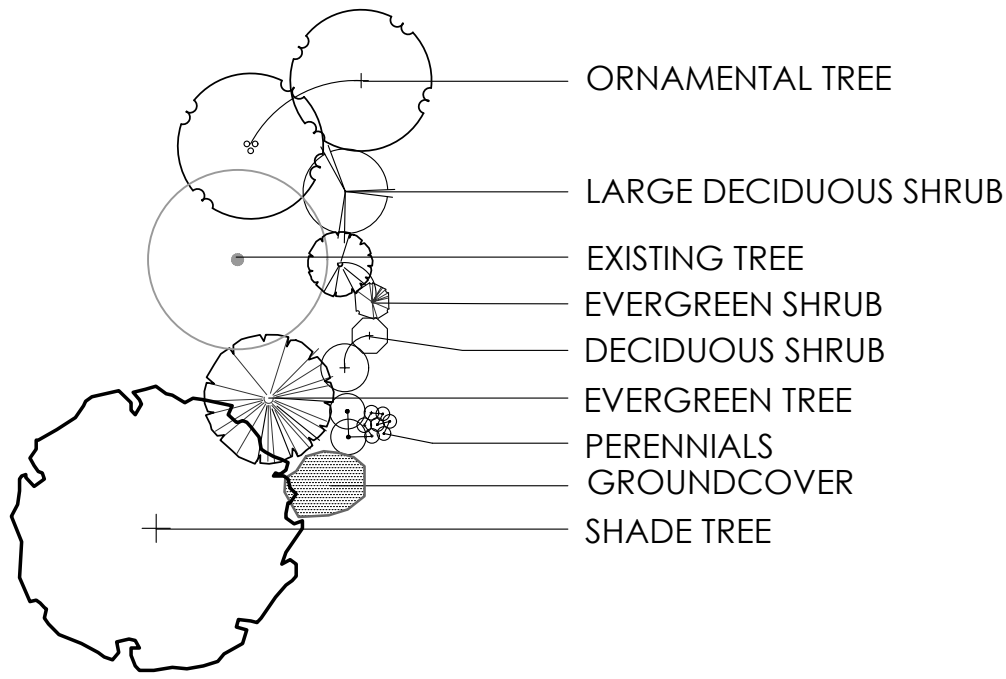 ORNAMENTAL TREE
LARGE DECIDUOUS SHRUB
EXISTING TREE
EVERGREEN SHRUB
DECIDUOUS SHRUB
EVERGREEN TREE
PERENNIALS
GROUNDCOVER
SHADE TREE